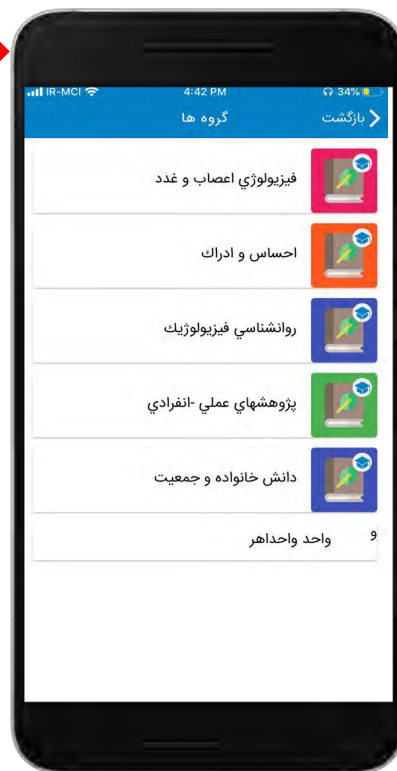 IR-MCI 4:42 PM 34%
بازگشت گروه ها
فيزيولوژي اعصاب و غدد
احساس و ادراك
روانشناسي فيزيولوژيك
پژوهشهاي عملي -انفرادي
دانش خانواده و جمعيت
و واحد واحداهر